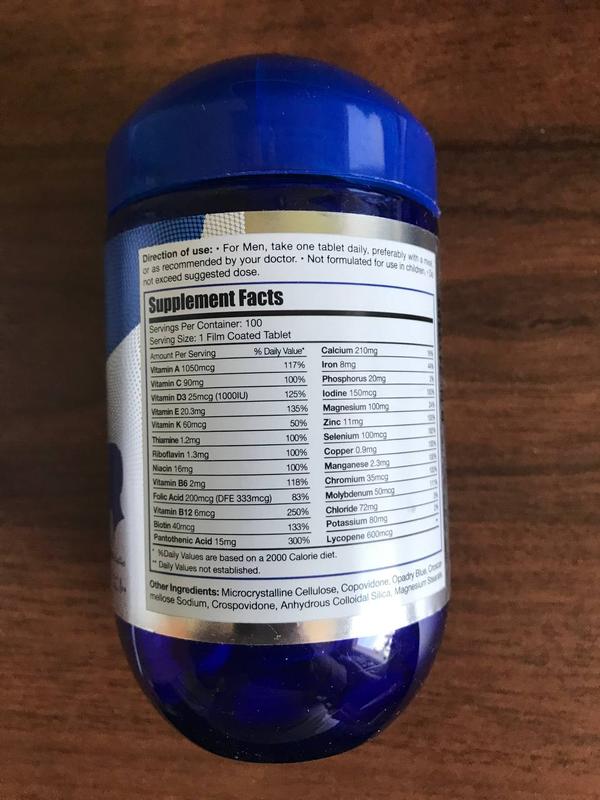 Direction of use: • For Men, take one tablet daily, preferably with a meal
or as recommended by your doctor. • Not formulated for use in children. • Do
not exceed suggested dose.
Supplement Facts
Servings Per Container: 100
Serving Size: 1 Film Coated Tablet
Amount Per Serving % Daily Value*
Vitamin A 1050mcg 117%
Vitamin C 90mg 100%
Vitamin D3 25mcg (1000IU) 125%
Vitamin E 20.3mg 135%
Vitamin K 60mcg 50%
Thiamine 1.2mg 100%
Riboflavin 1.3mg 100%
Niacin 16mg 100%
Vitamin B6 2mg 118%
Folic Acid 200mcg (DFE 333mcg) 83%
Vitamin B12 6mcg 250%
Biotin 40mcg 133%
Pantothenic Acid 15mg 300%
Calcium 210mg
Iron 8mg
Phosphorus 20mg
Iodine 150mcg
Magnesium 100mg
Zinc 11mg
Selenium 100mcg
Copper 0.9mg
Manganese 2.3mg
Chromium 35mcg
Molybdenum 50mcg
Chloride 72mg
Potassium 80mg
Lycopene 600mcg
* %Daily Values are based on a 2000 Calorie diet.
** Daily Values not established.
Other Ingredients: Microcrystalline Cellulose, Copovidone, Opadry Blue, Croscar
mellose Sodium, Crospovidone, Anhydrous Colloidal Silica, Magnesium Stearate